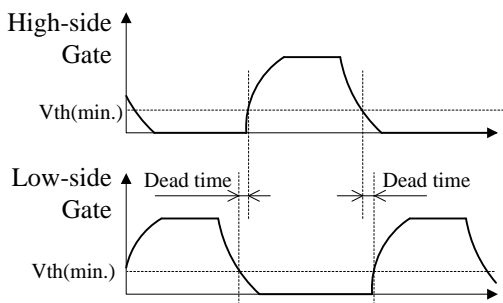 High-side
Gate
Vth(min.)
Low-side
Gate
Dead time
Dead time
Vth(min.)